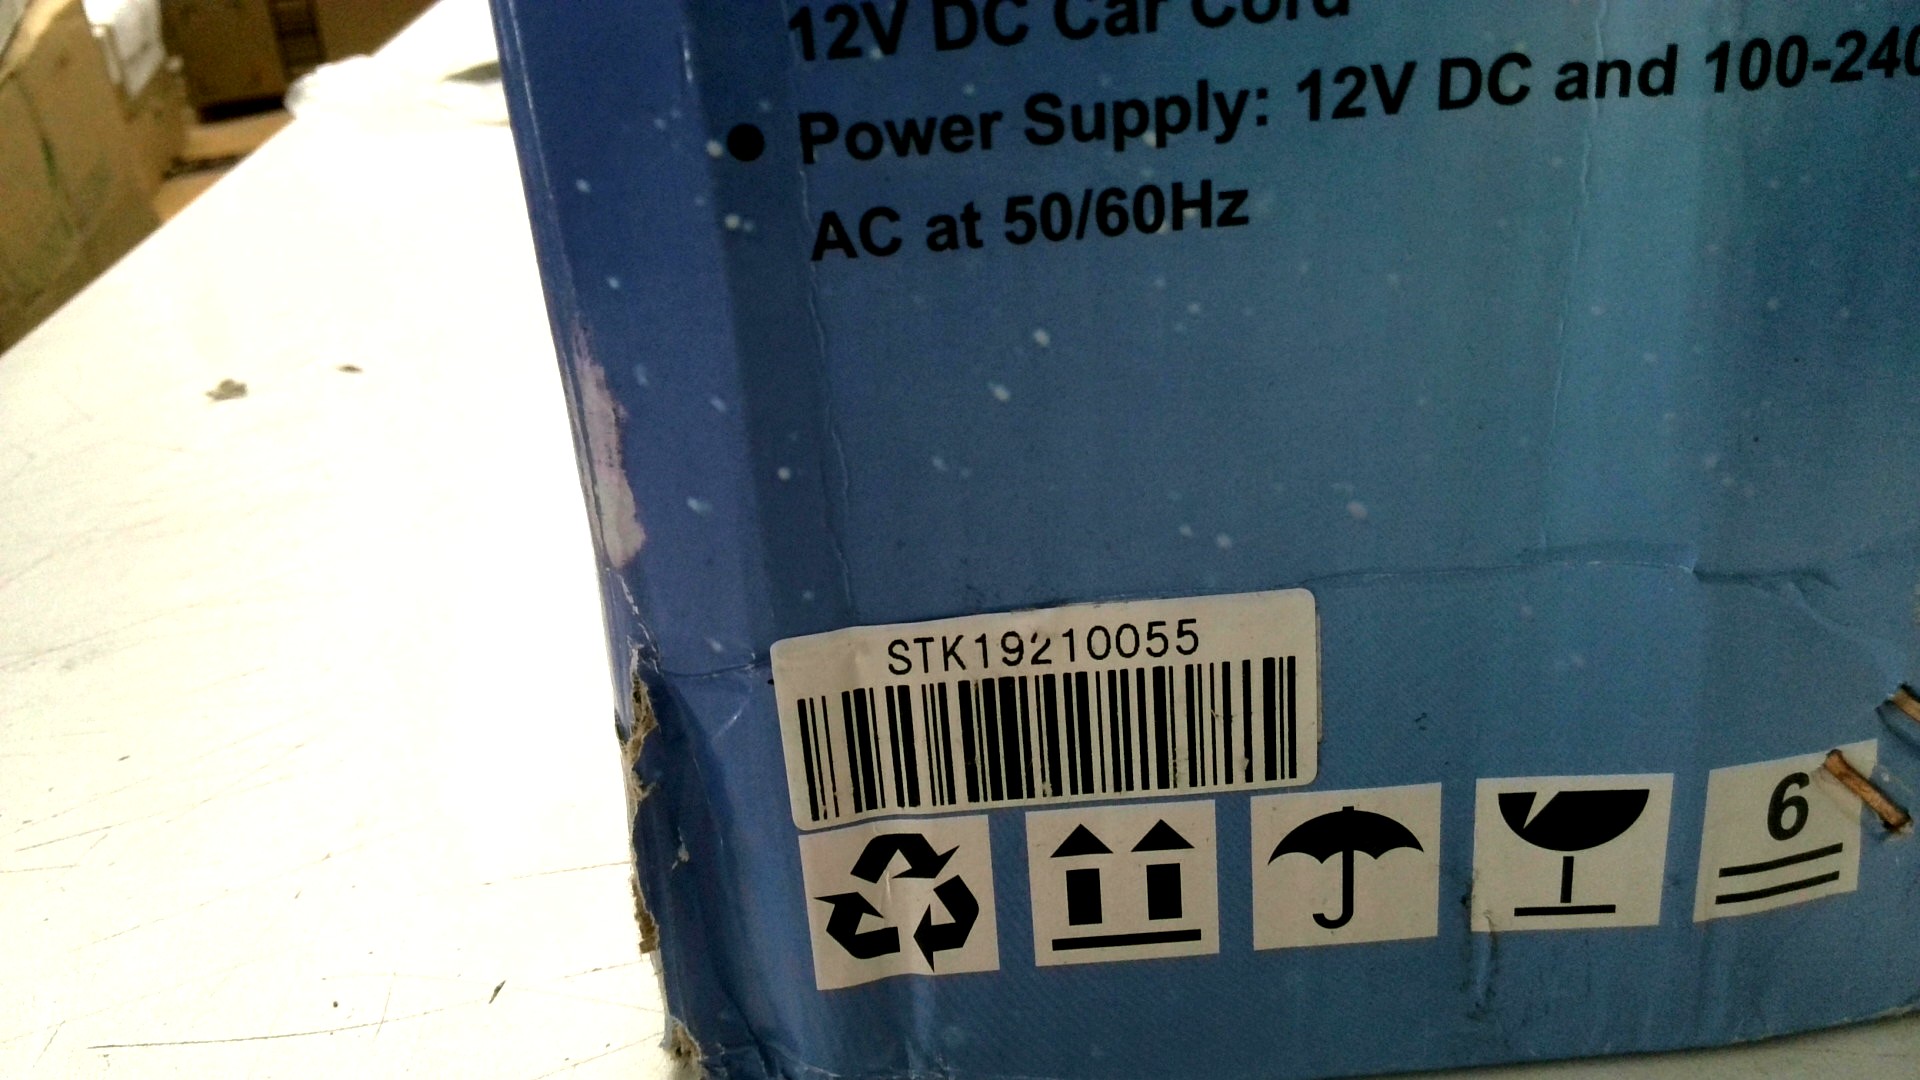 12V DC Car Cord
● Power Supply: 12V DC and 100-240
AC at 50/60Hz
STK19210055
6